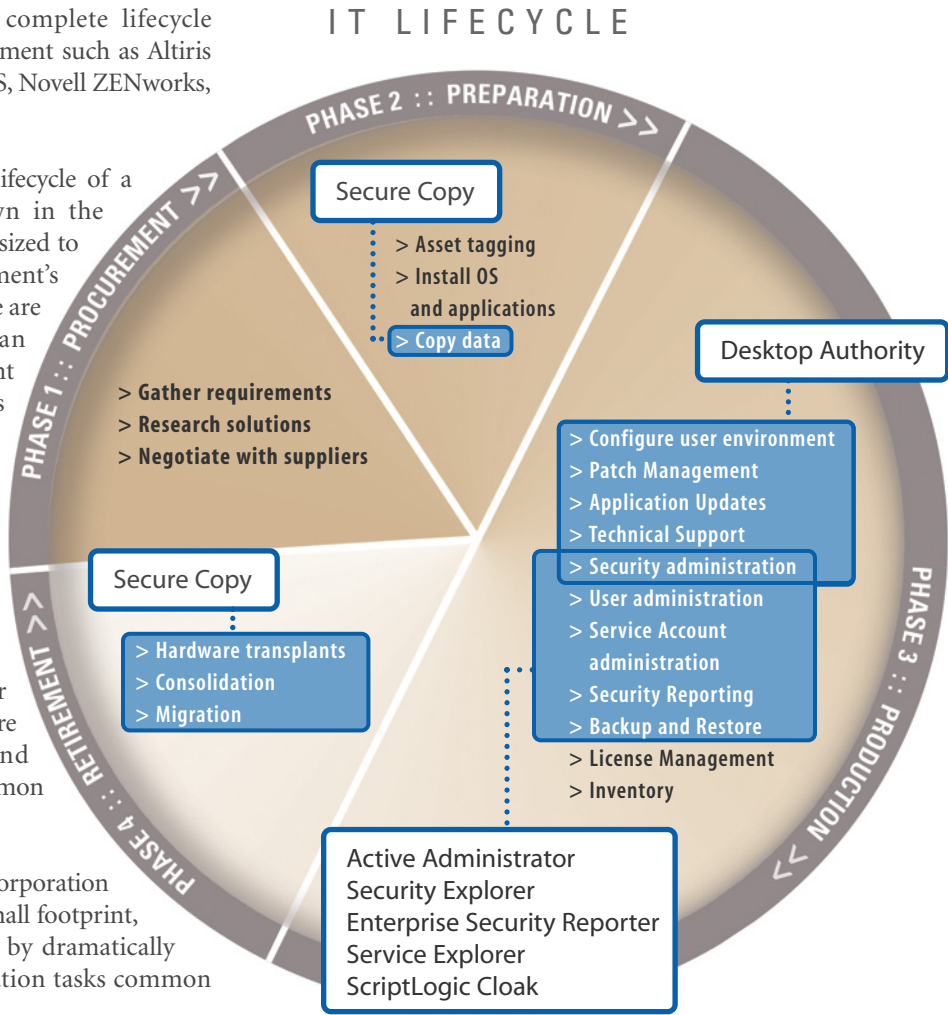 IT LIFECYCLE
complete lifecycle
ment such as Altiris
S, Novell ZENworks,
ifecycle of a
wn in the
sized to
ment's
e are
an
nt
s
r
re
nd
mon
orporation
nall footprint,
by dramatically
ation tasks common
PHASE 1 :: PROCUREMENT >>
> Gather requirements
> Research solutions
> Negotiate with suppliers
PHASE 2 :: PREPARATION >>
Secure Copy
> Asset tagging
> Install OS
and applications
> Copy data
PHASE 3 :: PRODUCTION >>
Desktop Authority
> Configure user environment
> Patch Management
> Application Updates
> Technical Support
> Security administration
> User administration
> Service Account
administration
> Security Reporting
> Backup and Restore
> License Management
> Inventory
Active Administrator
Security Explorer
Enterprise Security Reporter
Service Explorer
ScriptLogic Cloak
PHASE 4 :: RETIREMENT >>
Secure Copy
> Hardware transplants
> Consolidation
> Migration